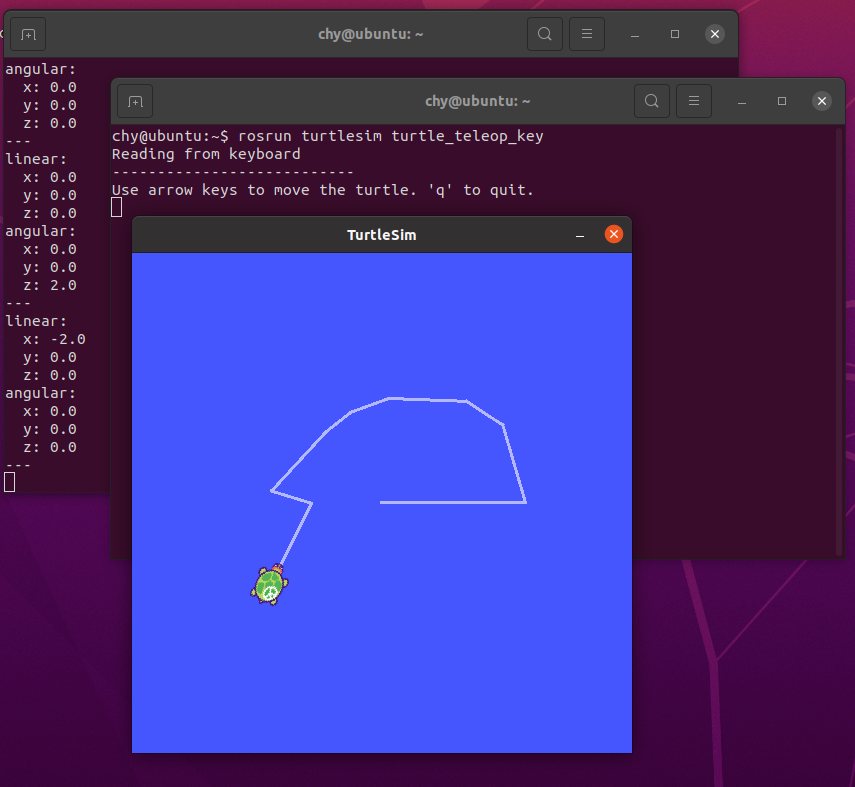 chy@ubuntu: ~
angular:
  x: 0.0
  y: 0.0
  z: 0.0
---
linear:
  x: 0.0
  y: 0.0
  z: 0.0
angular:
  x: 0.0
  y: 0.0
  z: 2.0
---
linear:
  x: -2.0
  y: 0.0
  z: 0.0
angular:
  x: 0.0
  y: 0.0
  z: 0.0
---
chy@ubuntu: ~
chy@ubuntu:~$ rosrun turtlesim turtle_teleop_key
Reading from keyboard
---------------------------
Use arrow keys to move the turtle. 'q' to quit.
TurtleSim